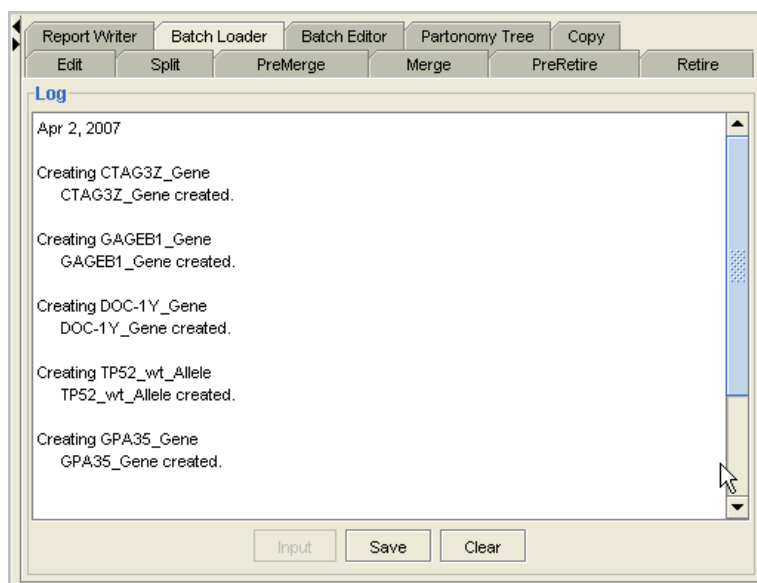 Report Writer Batch Loader Batch Editor Partonomy Tree Copy
Edit Split PreMerge Merge PreRetire Retire
Log
Apr 2, 2007
Creating CTAG3Z_Gene
CTAG3Z_Gene created.
Creating GAGEB1_Gene
GAGEB1_Gene created.
Creating DOC-1Y_Gene
DOC-1Y_Gene created.
Creating TP52_wt_Allele
TP52_wt_Allele created.
Creating GPA35_Gene
GPA35_Gene created.
Input Save Clear